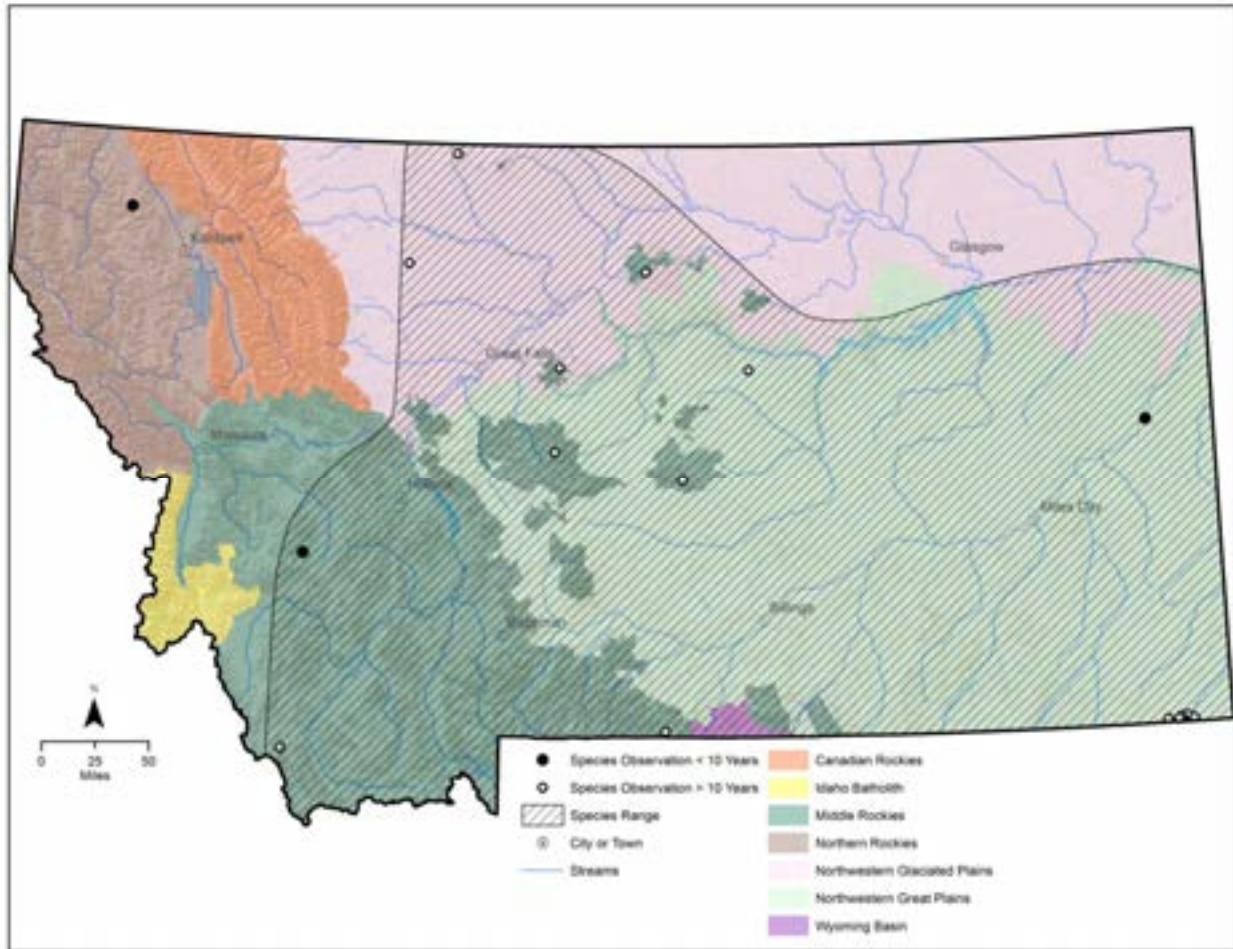 Kalispell
Glasgow
Great Falls
Missoula
Helena
Miles City
Billings
Bozeman
N
0 25 50
Miles
Species Observation < 10 Years
Species Observation > 10 Years
Species Range
City or Town
Streams
Canadian Rockies
Idaho Batholith
Middle Rockies
Northern Rockies
Northwestern Glaciated Plains
Northwestern Great Plains
Wyoming Basin